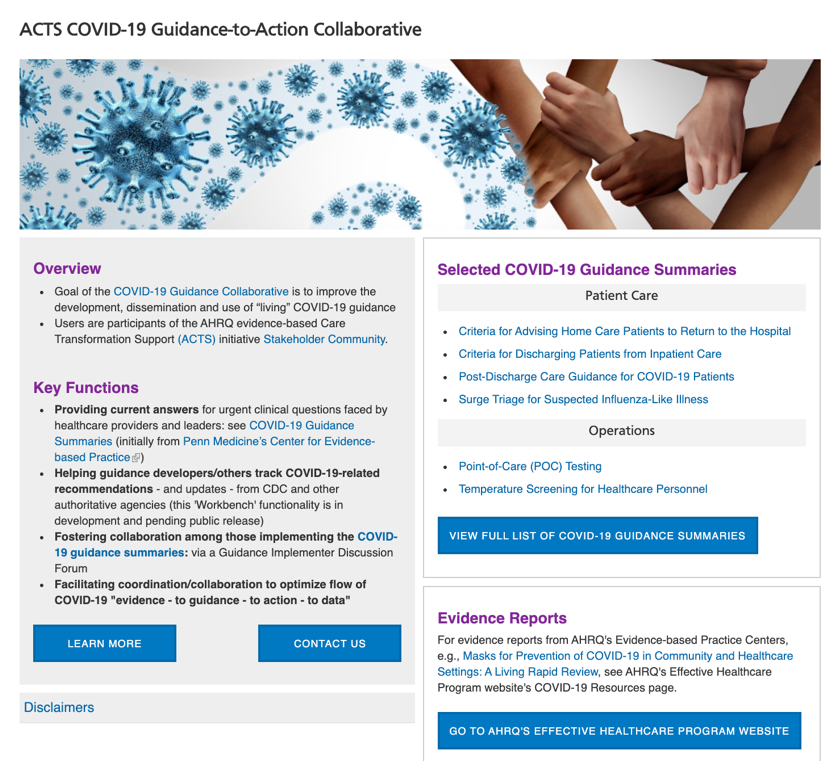 ACTS COVID-19 Guidance-to-Action Collaborative
Overview
• Goal of the COVID-19 Guidance Collaborative is to improve the
development, dissemination and use of “living” COVID-19 guidance
• Users are participants of the AHRQ evidence-based Care
Transformation Support (ACTS) initiative Stakeholder Community.
Key Functions
• Providing current answers for urgent clinical questions faced by
healthcare providers and leaders: see COVID-19 Guidance
Summaries (initially from Penn Medicine's Center for Evidence-
based Practice)
• Helping guidance developers/others track COVID-19-related
recommendations - and updates - from CDC and other
authoritative agencies (this 'Workbench' functionality is in
development and pending public release)
• Fostering collaboration among those implementing the COVID-
19 guidance summaries: via a Guidance Implementer Discussion
Forum
• Facilitating coordination/collaboration to optimize flow of
COVID-19 "evidence - to guidance - to action - to data"
LEARN MORE
CONTACT US
Disclaimers
Selected COVID-19 Guidance Summaries
Patient Care
• Criteria for Advising Home Care Patients to Return to the Hospital
• Criteria for Discharging Patients from Inpatient Care
• Post-Discharge Care Guidance for COVID-19 Patients
• Surge Triage for Suspected Influenza-Like Illness
Operations
• Point-of-Care (POC) Testing
• Temperature Screening for Healthcare Personnel
VIEW FULL LIST OF COVID-19 GUIDANCE SUMMARIES
Evidence Reports
For evidence reports from AHRQ's Evidence-based Practice Centers,
e.g., Masks for Prevention of COVID-19 in Community and Healthcare
Settings: A Living Rapid Review, see AHRQ's Effective Healthcare
Program website's COVID-19 Resources page.
GO TO AHRQ'S EFFECTIVE HEALTHCARE PROGRAM WEBSITE